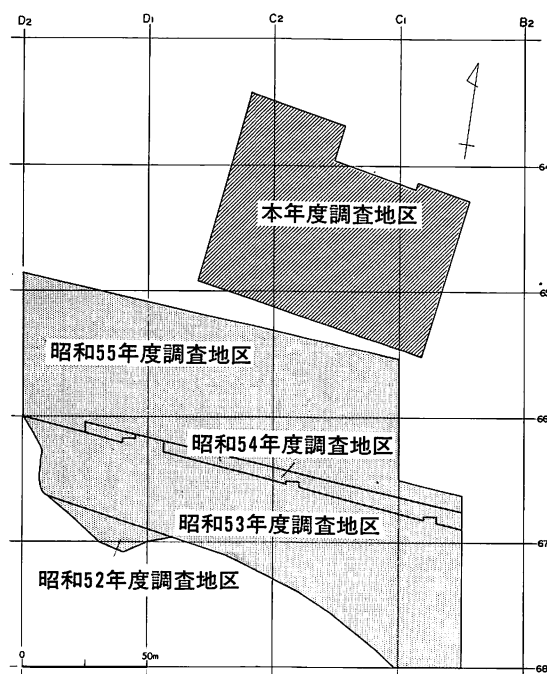 D2 D1 C2 C1 B2
64
本年度調査地区
65
昭和55年度調査地区
66
昭和54年度調査地区
昭和53年度調査地区
67
昭和52年度調査地区
0 50m
68